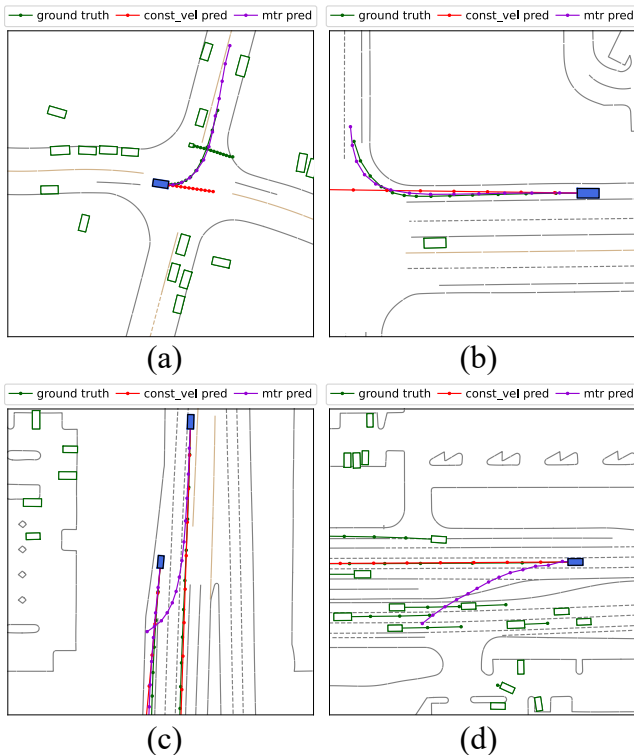 ground truth const_vel pred mtr pred
ground truth const_vel pred mtr pred
(a)
(b)
ground truth const_vel pred mtr pred
ground truth const_vel pred mtr pred
(c)
(d)